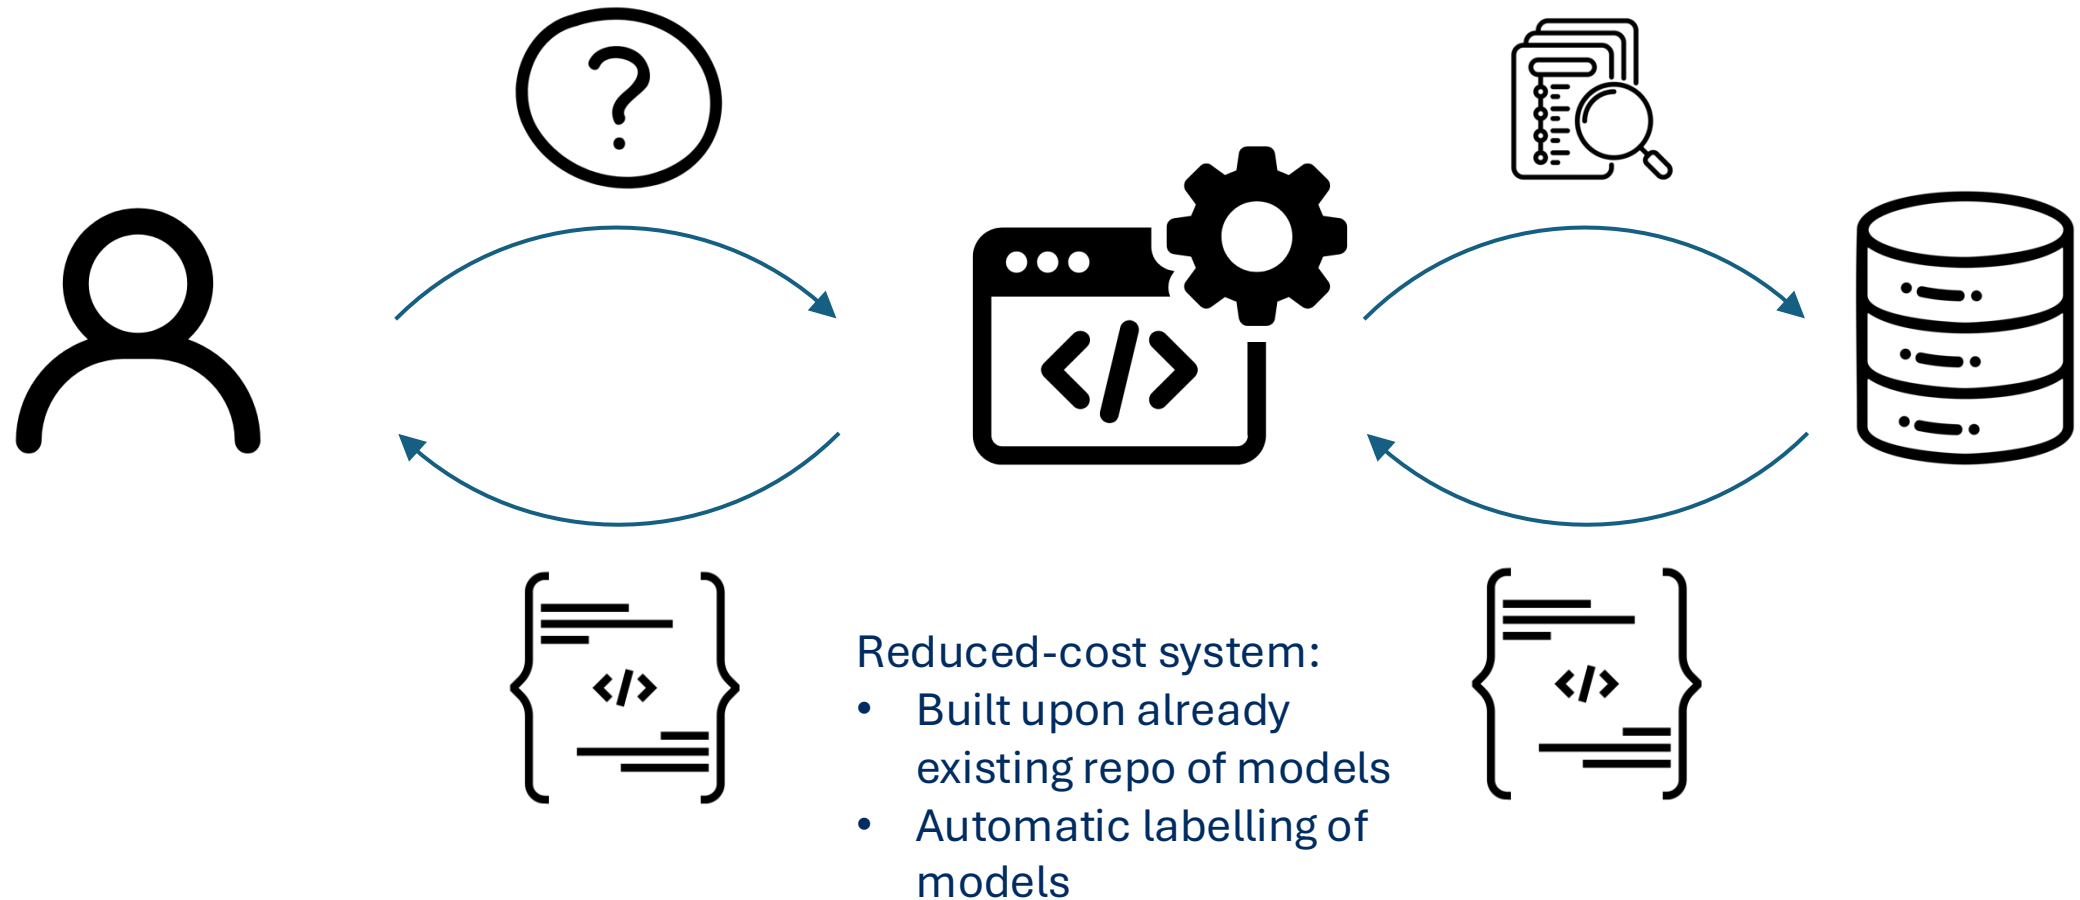 ?
</>
Reduced-cost system:
• Built upon already
existing repo of models
• Automatic labelling of
models
</>
</>